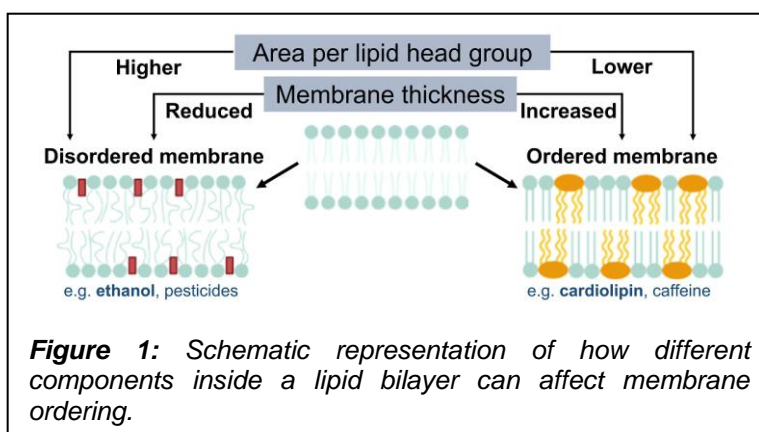 Area per lipid head group
Higher
Lower
Membrane thickness
Reduced
Increased
Disordered membrane
Ordered membrane
e.g. ethanol, pesticides
e.g. cardiolipin, caffeine
Figure 1: Schematic representation of how different
components inside a lipid bilayer can affect membrane
ordering.